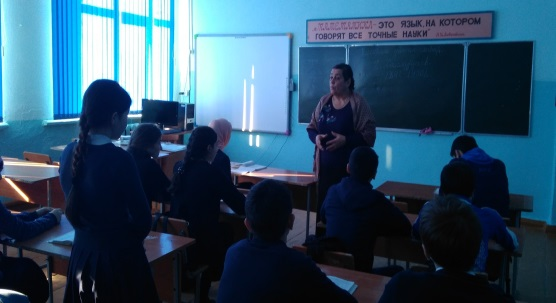 "МАТЕМАТИКА - ЭТО ЯЗЫК, НА КОТОРОМ
ГОВОРЯТ ВСЕ ТОЧНЫЕ НАУКИ"